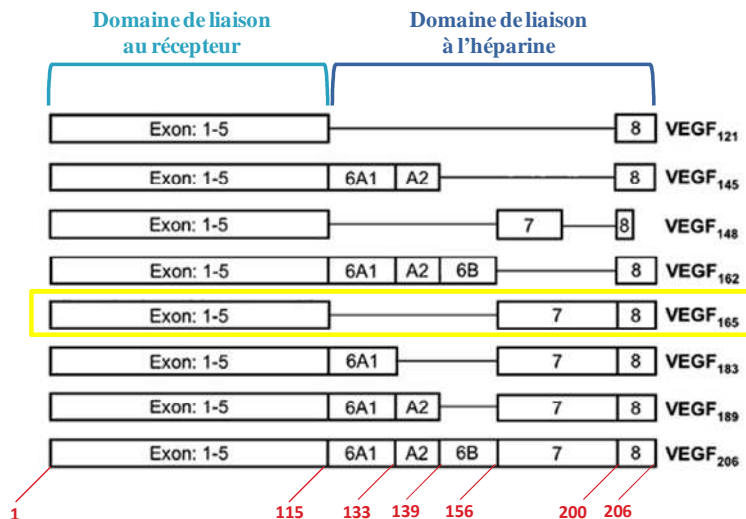 Domaine de liaison au récepteur
Domaine de liaison à l'héparine
Exon: 1-5 8 VEGF121
Exon: 1-5 6A1 A2 8 VEGF145
Exon: 1-5 7 8 VEGF148
Exon: 1-5 6A1 A2 6B 8 VEGF162
Exon: 1-5 7 8 VEGF165
Exon: 1-5 6A1 7 8 VEGF183
Exon: 1-5 6A1 A2 7 8 VEGF189
Exon: 1-5 6A1 A2 6B 7 8 VEGF206
1 115 133 139 156 200 206